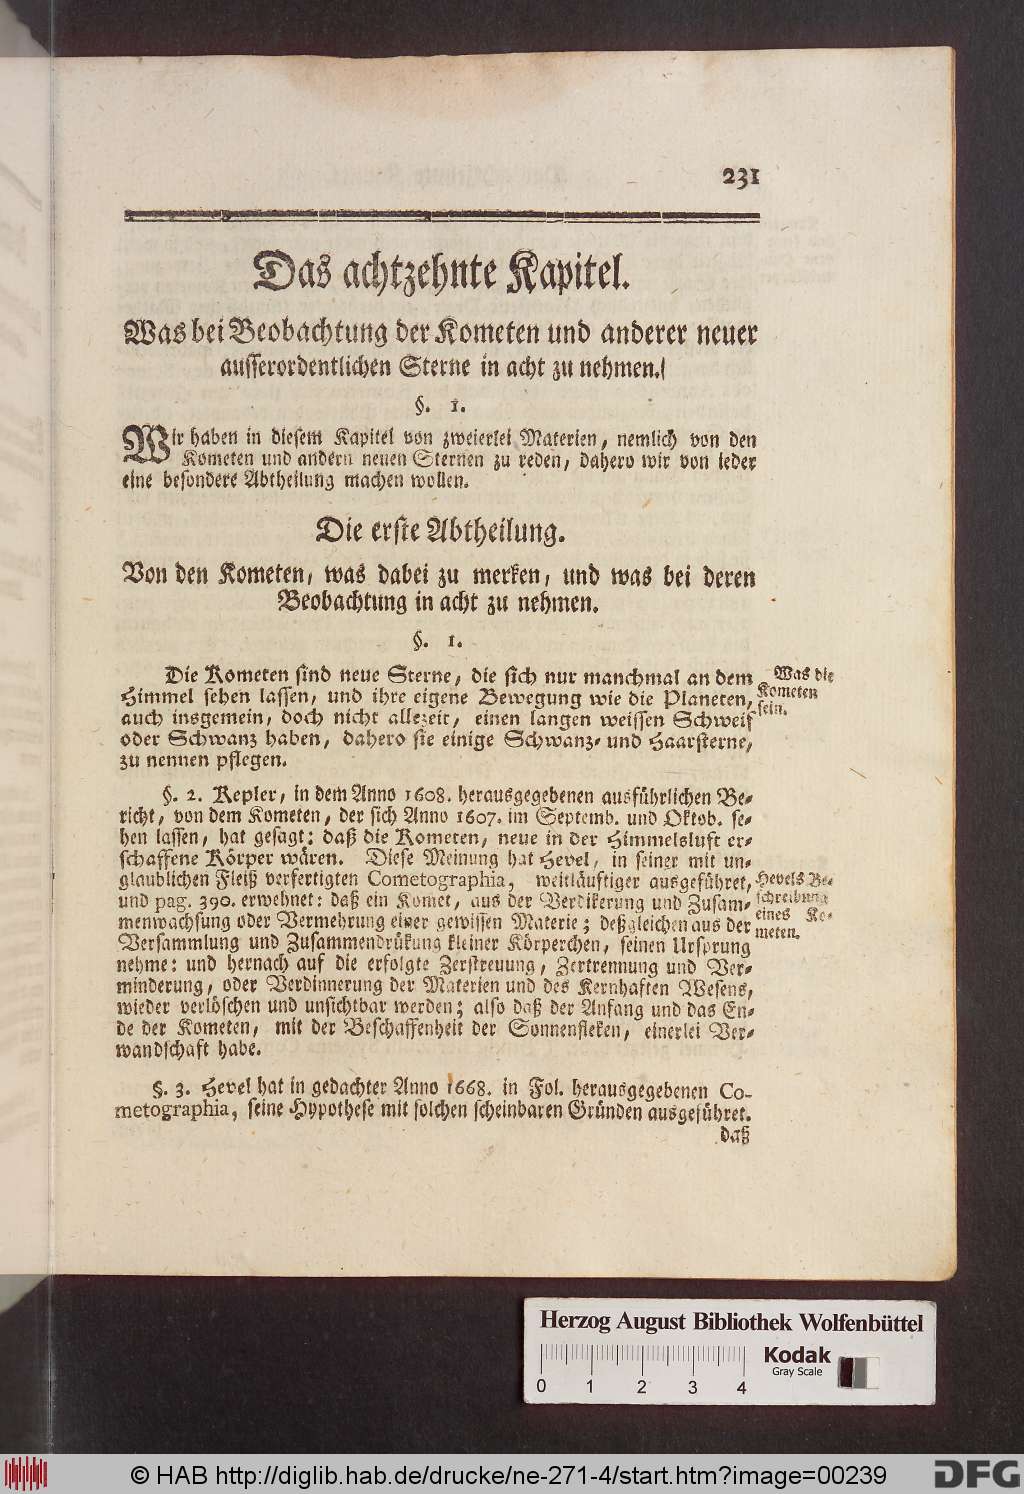 231
Das achtzehnte Kapitel.
Was bei Beobachtung der Kometen und anderer neuer
ausserordentlichen Sterne in acht zu nehmen.
§. 1.
Wir haben in diesem Kapitel von zweierlei Materien, nemlich von den
Kometen und andern neuen Sternen zu reden, dahero wir von ieder
eine besondere Abtheilung machen wollen.
Die erste Abtheilung.
Von den Kometen, was dabei zu merken, und was bei deren
Beobachtung in acht zu nehmen.
§. 1.
Die Kometen sind neue Sterne, die sich nur manchmal an dem
Himmel sehen lassen, und ihre eigene Bewegung wie die Planeten,
auch insgemein, doch nicht allezeit, einen langen weissen Schweif
oder Schwanz haben, dahero sie einige Schwanz- und Haarsterne,
zu nennen pflegen.
Was die
Kometen
sein.
§. 2. Kepler, in dem Anno 1608. herausgegebenen ausführlichen Be-
richt, von dem Kometen, der sich Anno 1607. im Septemb. und Oktob. se-
hen lassen, hat gesagt: daß die Kometen, neue in der Himmelsluft er-
schaffene Körper wären. Diese Meinung hat Hevel, in seiner mit un-
glaublichen Fleiß verfertigten Cometographia, weitläuftiger ausgeführet,
und pag. 390. erwehnet: daß ein Komet, aus der Verdikerung und Zusam-
menwachsung oder Vermehrung einer gewissen Materie; deßgleichen aus der
Versammlung und Zusammendrükung kleiner Körperchen, seinen Ursprung
nehme: und hernach auf die erfolgte Zerstreuung, Zertrennung und Ver-
minderung, oder Verdinnerung der Materien und des Kernhaften Wesens,
wieder verlöschen und unsichtbar werden; also daß der Anfang und das En-
de der Kometen, mit der Beschaffenheit der Sonnenfleken, einerlei Ver-
wandschaft habe.
Hevels Be-
schreibung
eines Ko-
meten.
§. 3. Hevel hat in gedachter Anno 1668. in Fol. herausgegebenen Co-
metographia, seine Hypothese mit solchen scheinbaren Gründen ausgeführet.
daß
Herzog August Bibliothek Wolfenbüttel
Kodak
Gray Scale
0 1 2 3 4
© HAB http://diglib.hab.de/drucke/ne-271-4/start.htm?image=00239
DFG